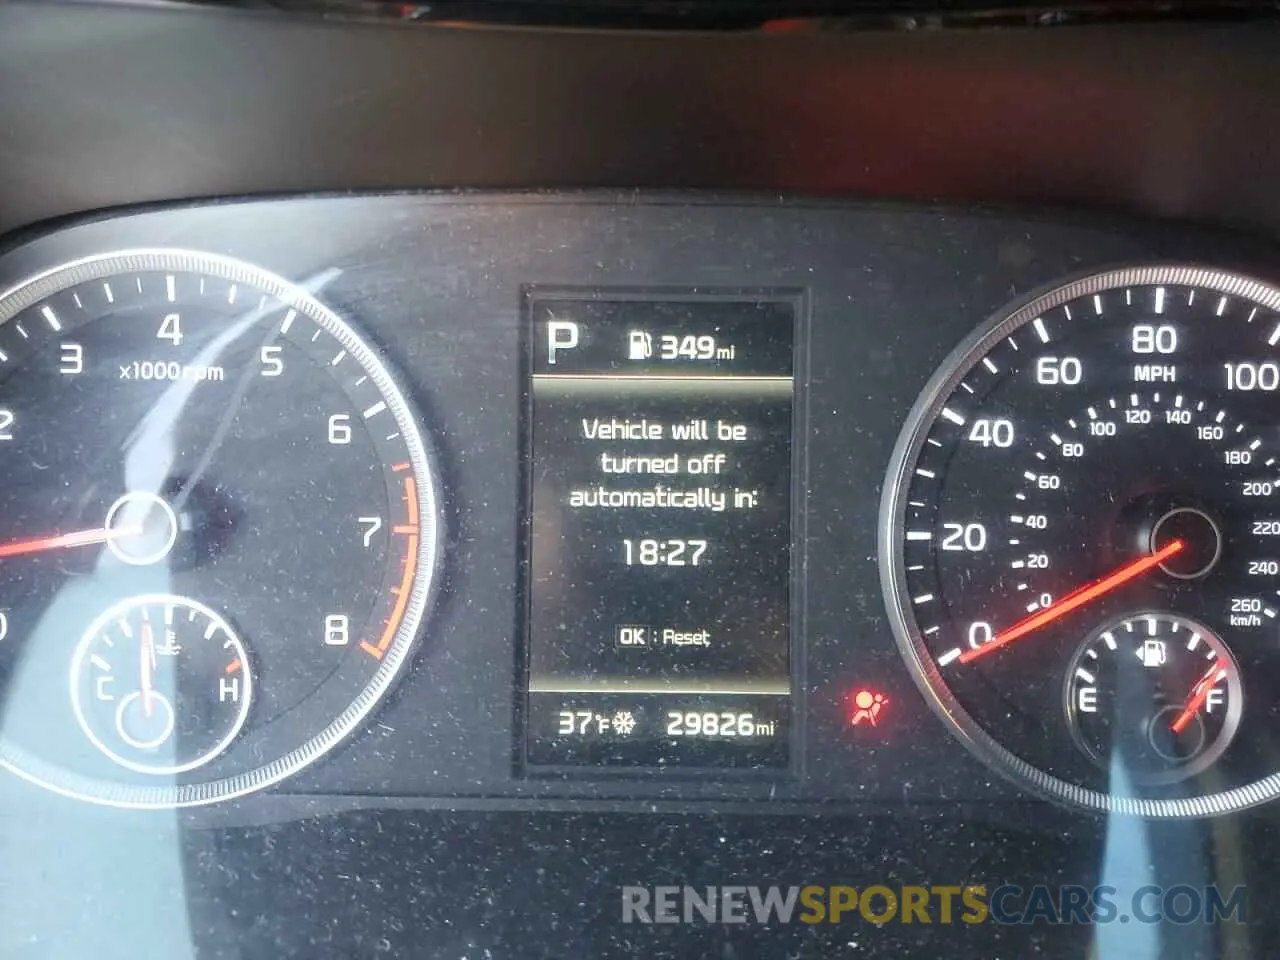 P 349mi
Vehicle will be
turned off
automatically in:
18:27
OK : Reset
37°F 29826mi
2 3 4 5 6 7 8
x1000rpm
C H
0 20 40 60 80 100
MPH
0 20 40 60 80 100 120 140 160 180 200 220 240 260
km/h
E F
RENEWSPORTSCARS.COM